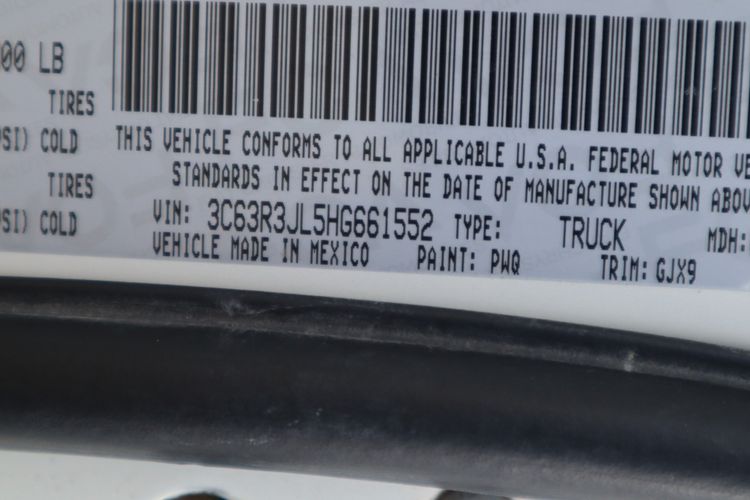 00 LB
TIRES
SI) COLD
TIRES
SI) COLD
THIS VEHICLE CONFORMS TO ALL APPLICABLE U.S.A. FEDERAL MOTOR VE
STANDARDS IN EFFECT ON THE DATE OF MANUFACTURE SHOWN ABOV
VIN: 3C63R3JL5HG661552 TYPE: TRUCK MDH:
VEHICLE MADE IN MEXICO PAINT: PWQ TRIM: GJX9